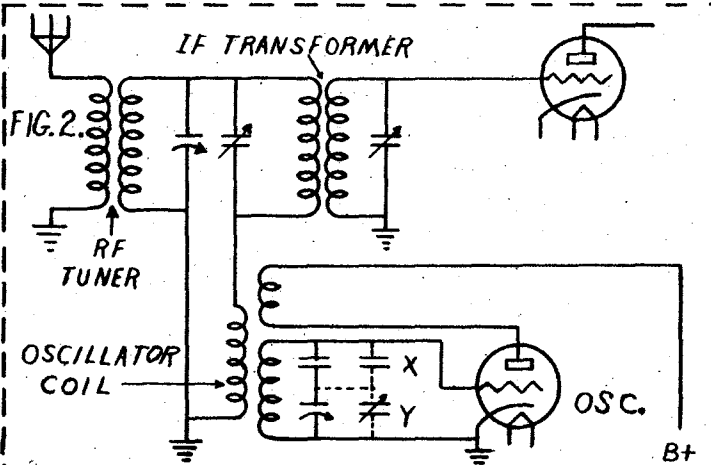 IF TRANSFORMER
FIG.2.
RF
TUNER
OSCILLATOR
COIL
X
Y
OSC.
B+